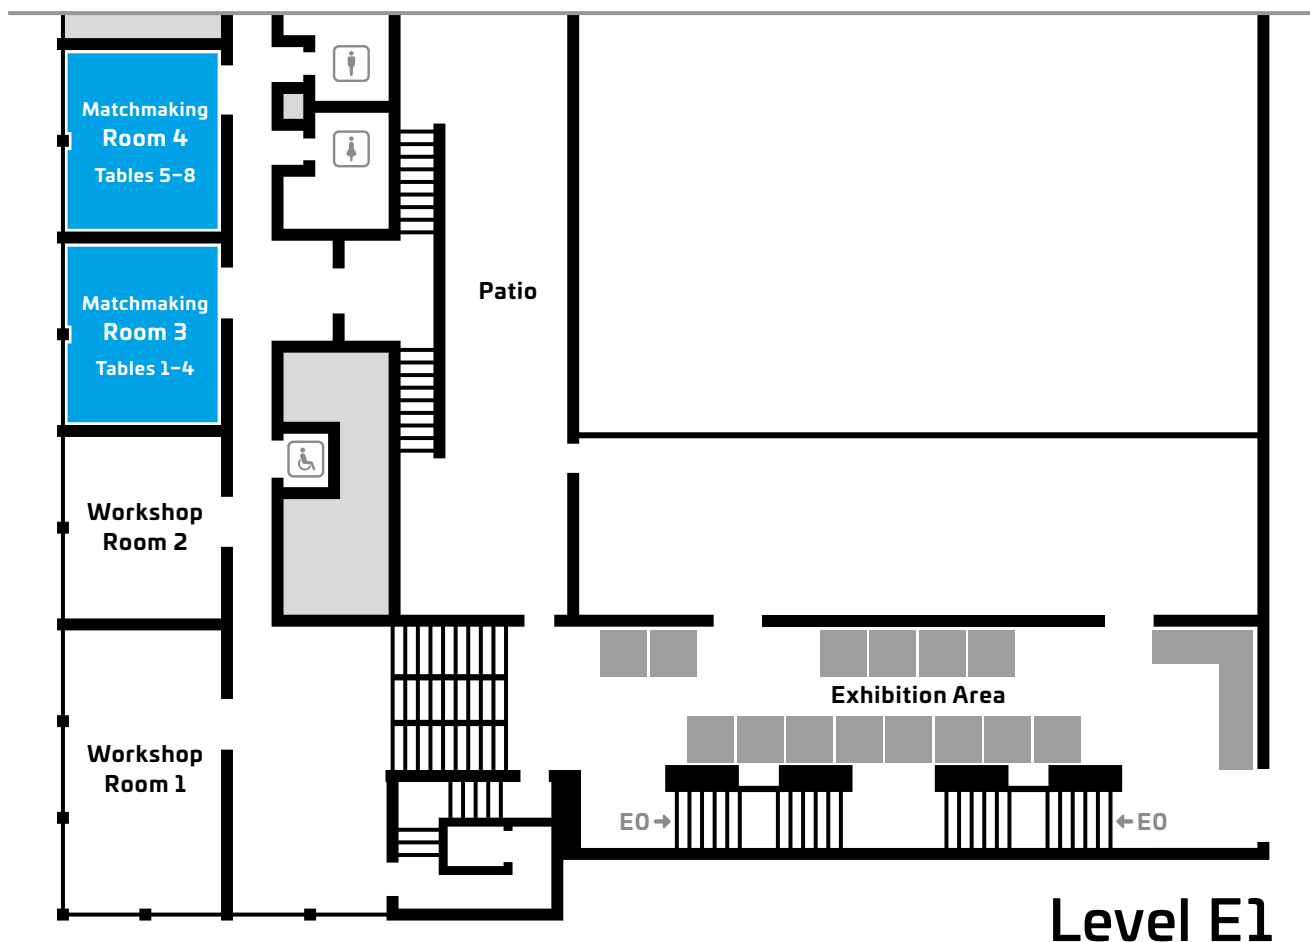 Matchmaking
Room 4
Tables 5–8
Matchmaking
Room 3
Tables 1–4
Patio
Workshop
Room 2
Exhibition Area
Workshop
Room 1
E0
E0
Level E1